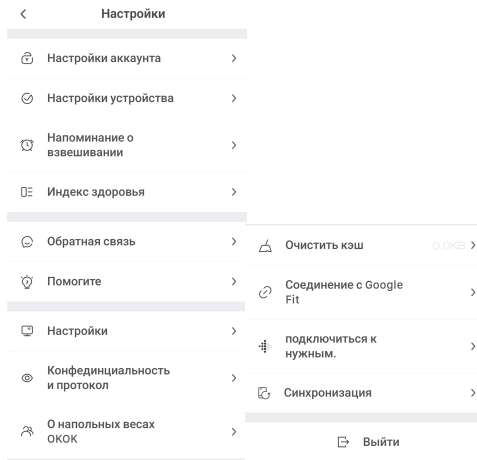 Настройки
Настройки аккаунта
Настройки устройства
Напоминание о
взвешивании
Индекс здоровья
Обратная связь
Помогите
Настройки
Конфединциальность
и протокол
О напольных весах
OKOK
Очистить кэш 0.0KB
Соединение с Google
Fit
подключиться к
нужным.
Синхронизация
Выйти